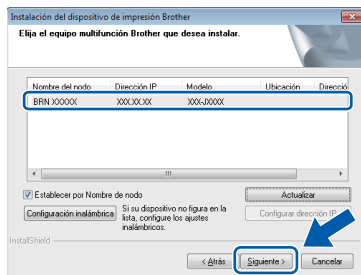 Instalación del dispositivo de impresión Brother
Elija el equipo multifunción Brother que desea instalar.
Nombre del nodo Dirección IP Modelo Ubicación Direcció
BRN XXXXXX XXX.XX.XX XXX-JXXXX
Establecer por Nombre de nodo
Actualizar
Configuración inalámbrica
Si su dispositivo no figura en la
lista, configure los ajustes
inalámbricos.
Configurar dirección IP
InstallShield
< Atrás Siguiente > Cancelar